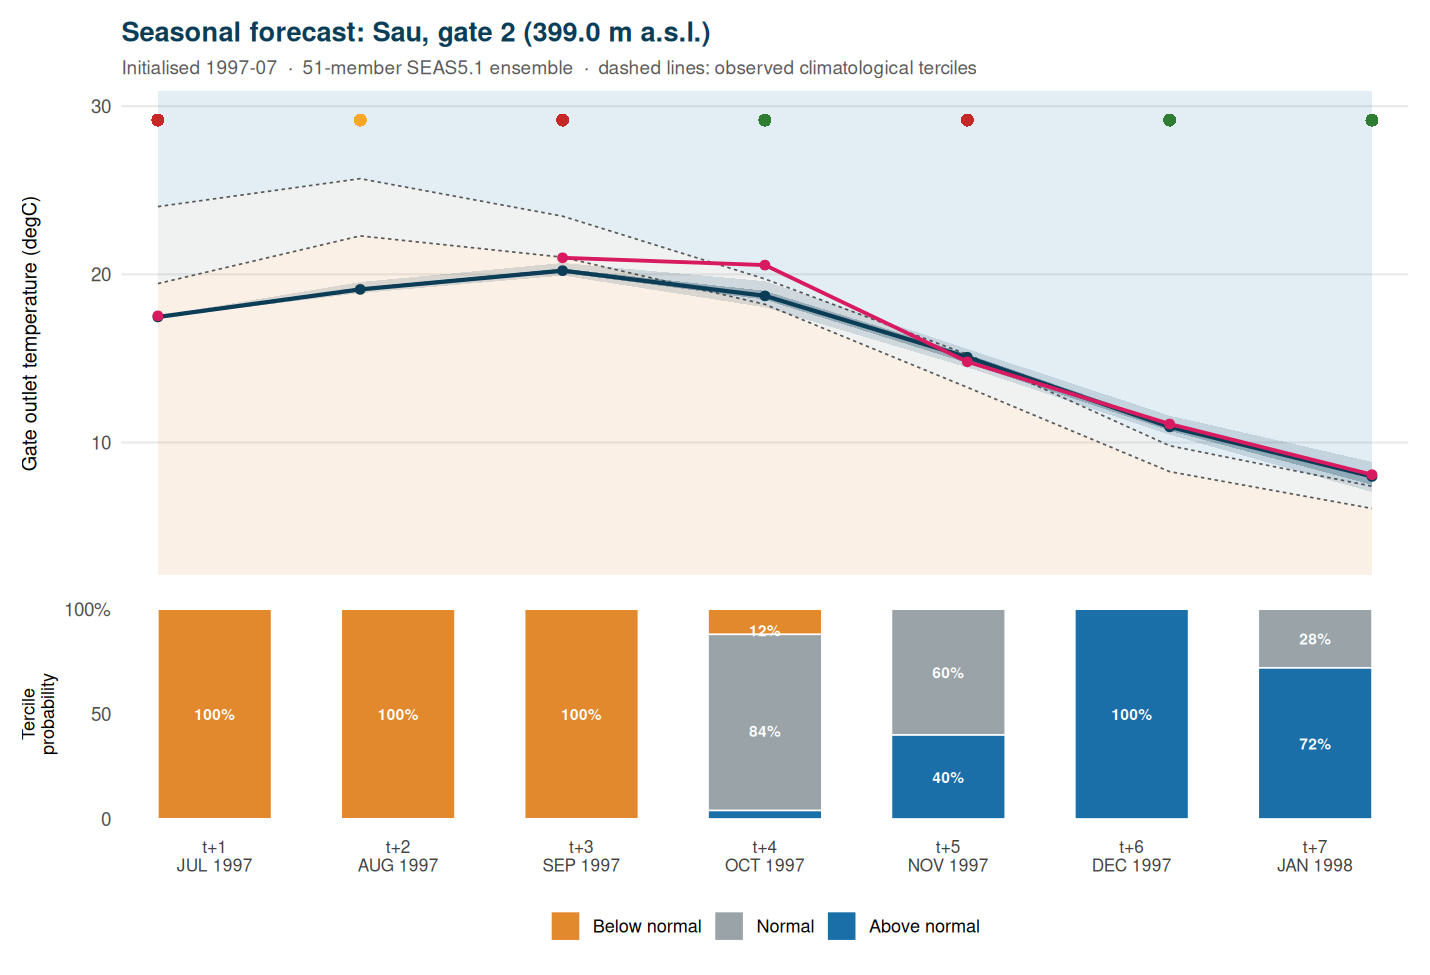 Seasonal forecast: Sau, gate 2 (399.0 m a.s.l.)
Initialised 1997-07 · 51-member SEAS5.1 ensemble · dashed lines: observed climatological terciles
Gate outlet temperature (degC)
30
20
10
Tercile
probability
100%
50
0
100%
100%
100%
12%
84%
60%
40%
100%
28%
72%
t+1
JUL 1997
t+2
AUG 1997
t+3
SEP 1997
t+4
OCT 1997
t+5
NOV 1997
t+6
DEC 1997
t+7
JAN 1998
Below normal
Normal
Above normal